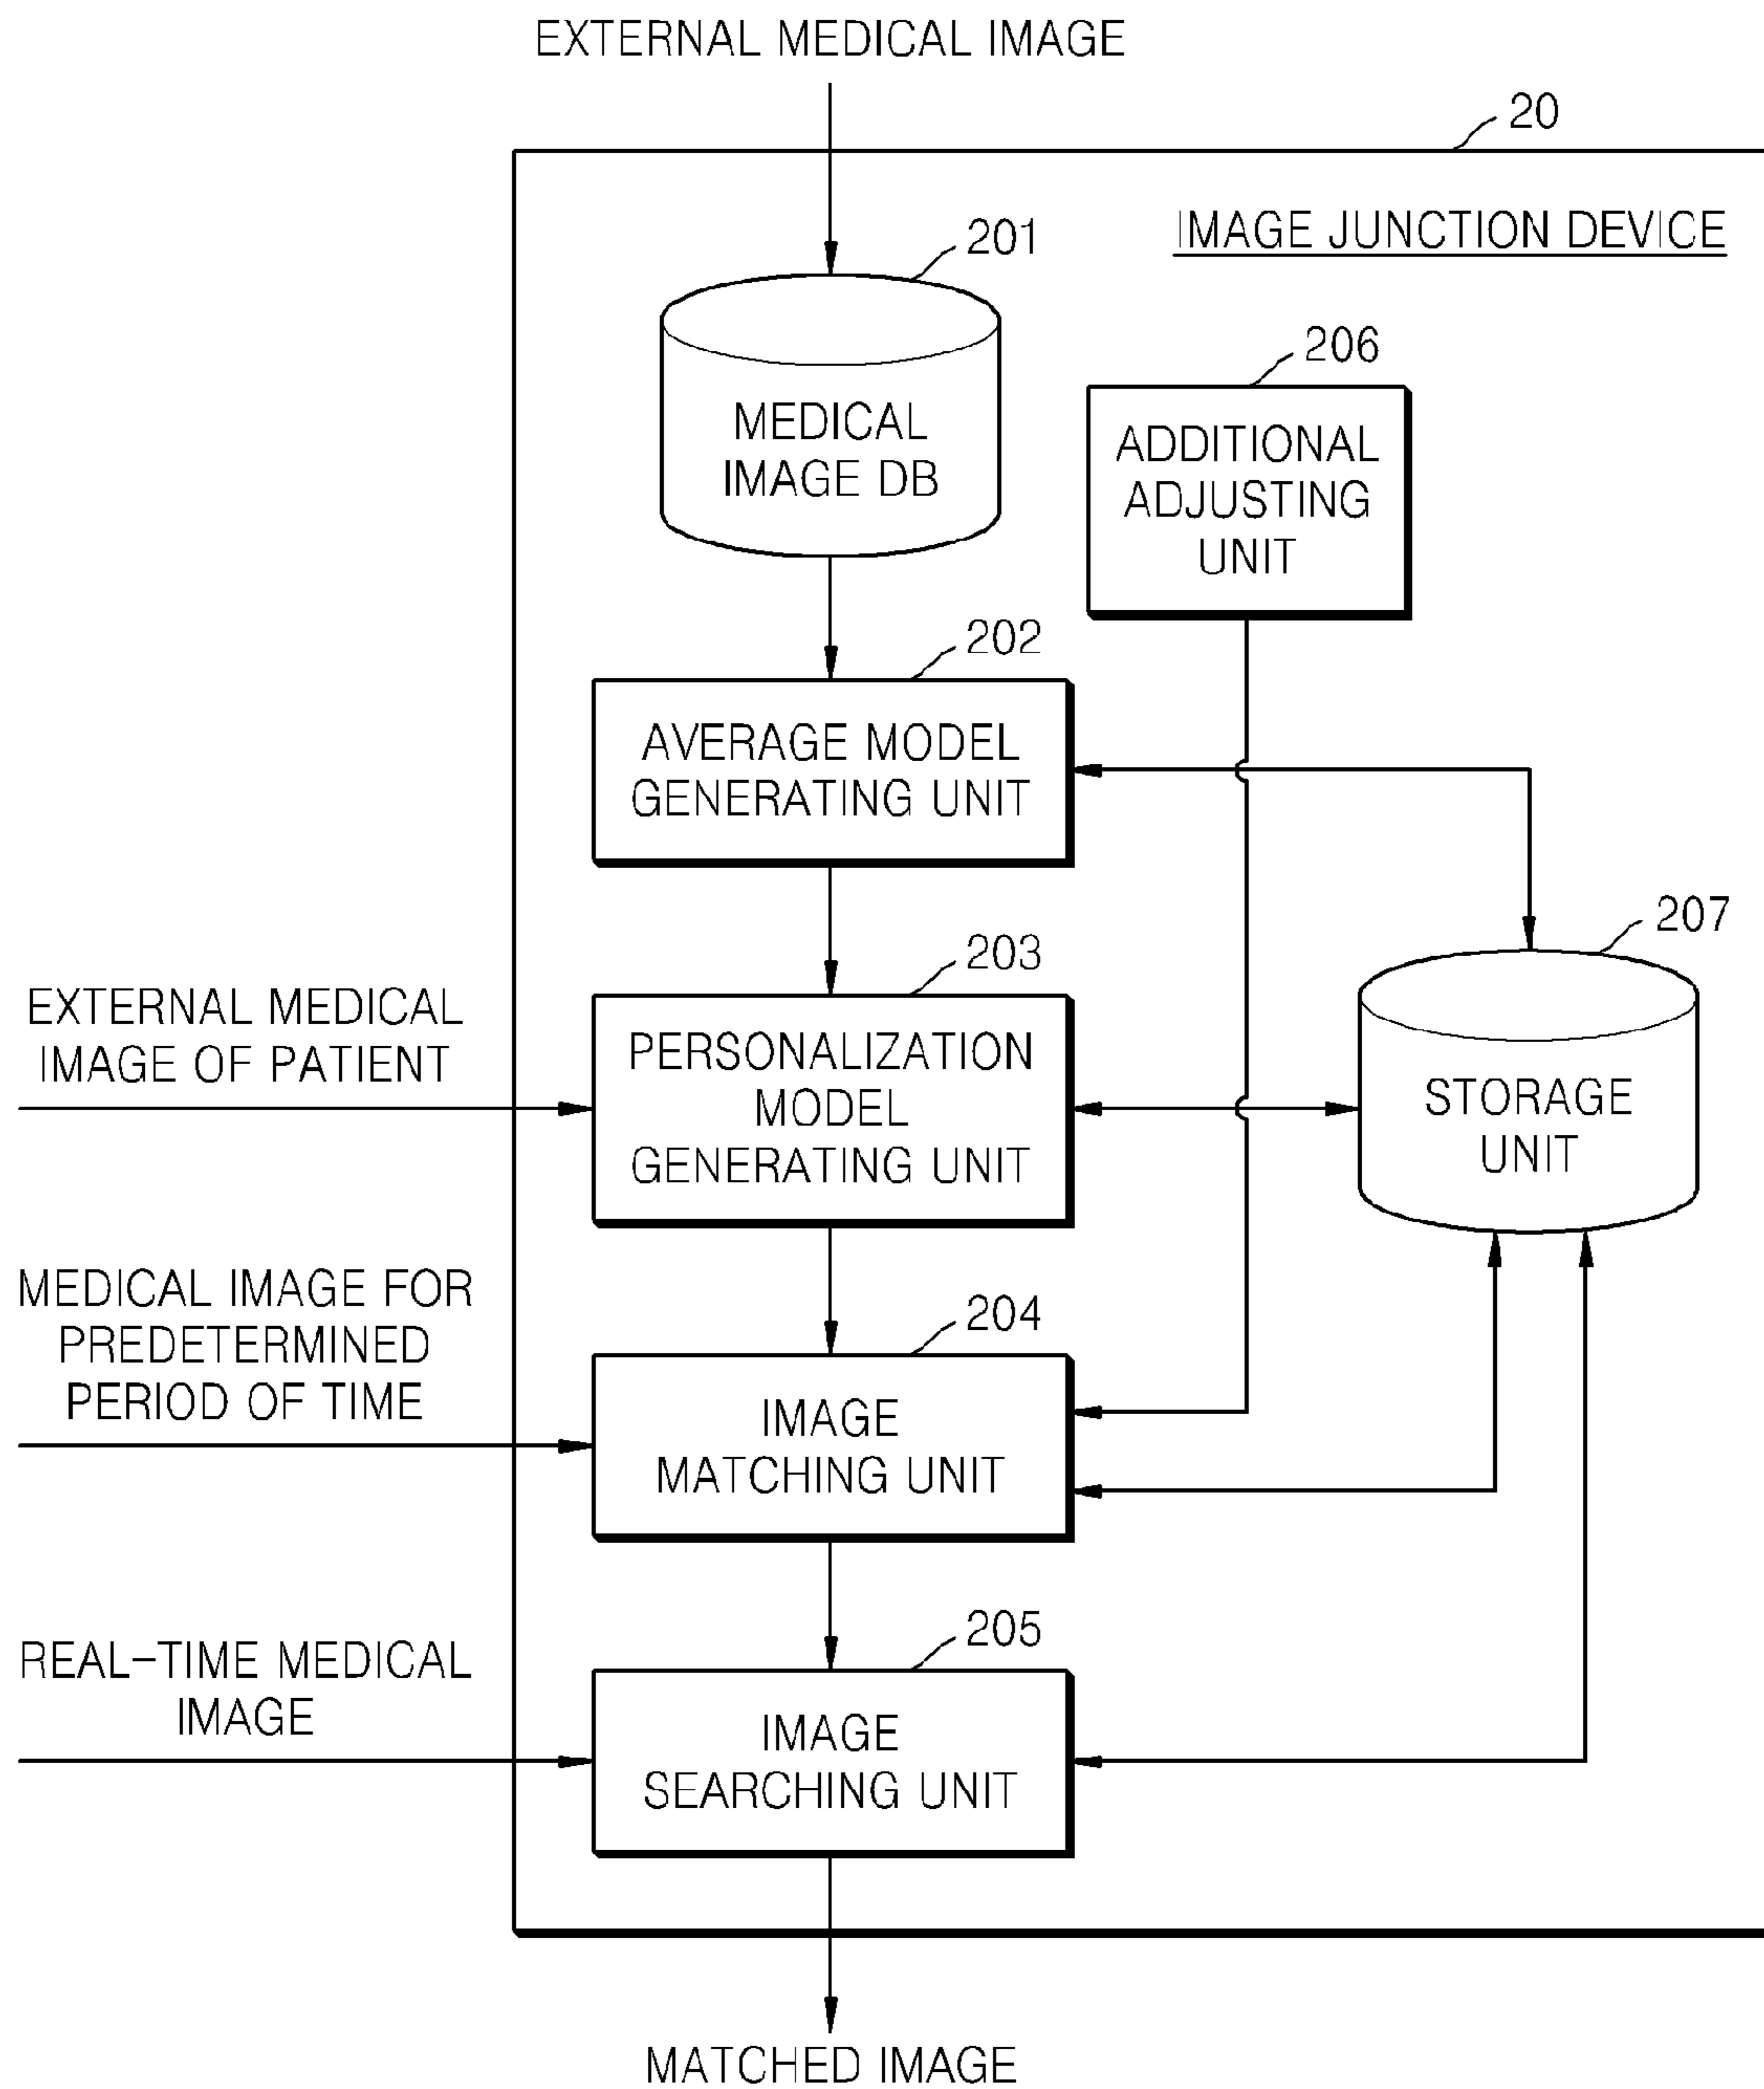 EXTERNAL MEDICAL IMAGE
20
IMAGE JUNCTION DEVICE
201
MEDICAL
IMAGE DB
206
ADDITIONAL
ADJUSTING
UNIT
202
AVERAGE MODEL
GENERATING UNIT
207
STORAGE
UNIT
203
EXTERNAL MEDICAL
IMAGE OF PATIENT
PERSONALIZATION
MODEL
GENERATING UNIT
MEDICAL IMAGE FOR
PREDETERMINED
PERIOD OF TIME
204
IMAGE
MATCHING UNIT
REAL-TIME MEDICAL
IMAGE
205
IMAGE
SEARCHING UNIT
MATCHED IMAGE